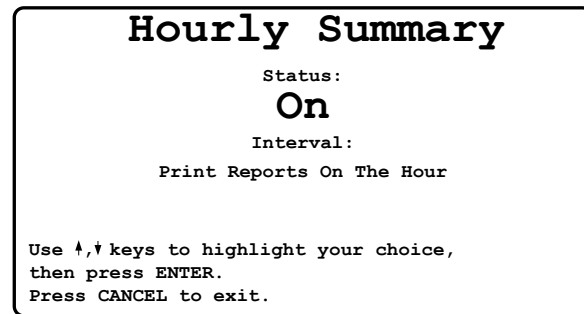 Hourly Summary
Status:
On
Interval:
Print Reports On The Hour
Use ↑,↓ keys to highlight your choice,
then press ENTER.
Press CANCEL to exit.